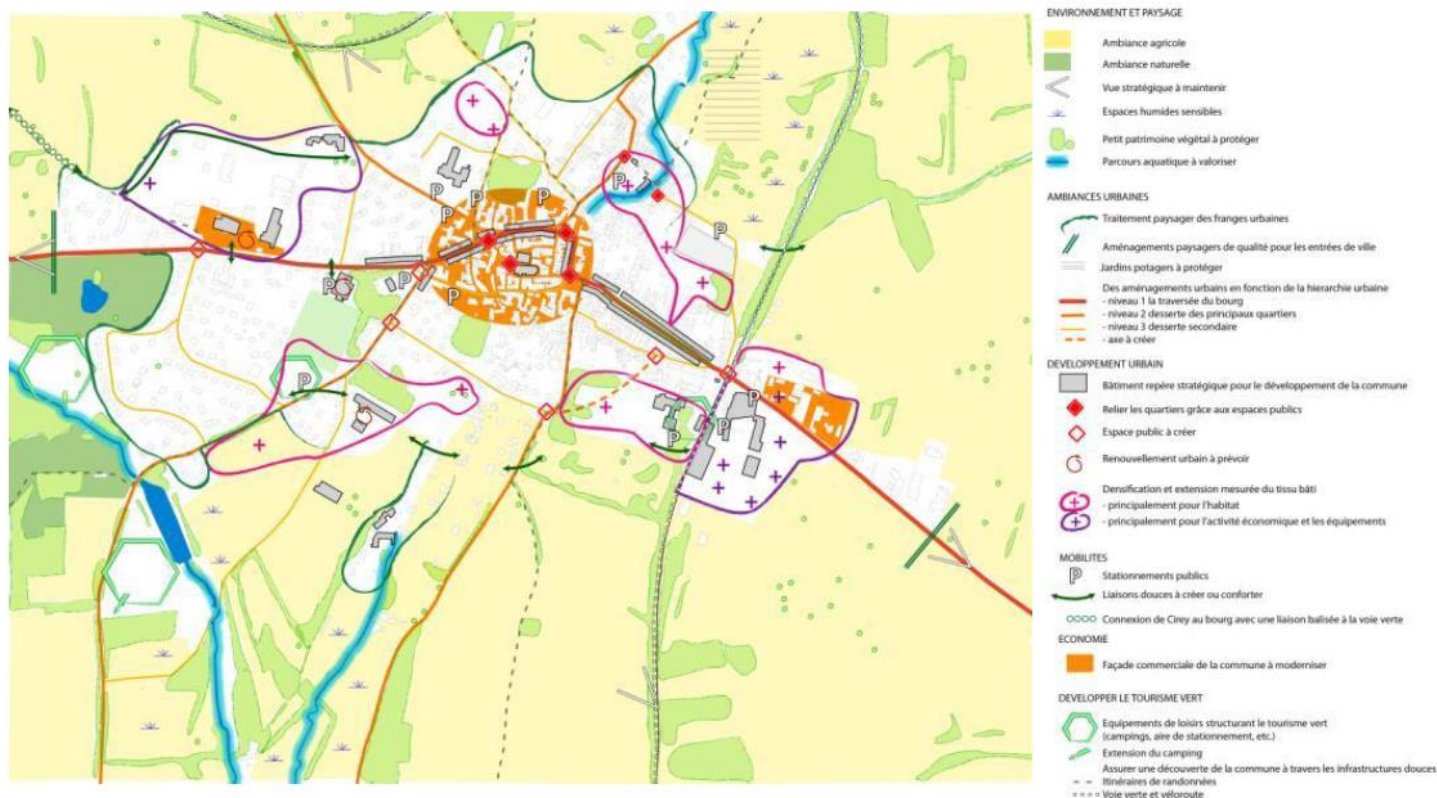 ENVIRONNEMENT ET PAYSAGE
Ambiance agricole
Ambiance naturelle
Vue stratégique à maintenir
Espaces humides sensibles
Petit patrimoine végétal à protéger
Parcours aquatique à valoriser
AMBIANCES URBAINES
Traitement paysager des franges urbaines
Aménagements paysagers de qualité pour les entrées de ville
Jardins potagers à protéger
Des aménagements urbains en fonction de la hierarchie urbaine
- niveau 1 la traversée du bourg
- niveau 2 desserte des principaux quartiers
- niveau 3 desserte secondaire
- axe à créer
DEVELOPPEMENT URBAIN
Bâtiment repère stratégique pour le développement de la commune
Relier les quartiers grâce aux espaces publics
Espace public à créer
Renouvellement urbain à prévoir
Densification et extension mesurée du tissu bâti
- principalement pour l'habitat
- principalement pour l'activité économique et les équipements
MOBILITES
P Stationnements publics
Liaisons douces à créer ou conforter
Connexion de Cirey au bourg avec une liaison balisée à la voie verte
ECONOMIE
Façade commerciale de la commune à moderniser
DEVELOPPER LE TOURISME VERT
Equipements de loisirs structurant le tourisme vert
(campings, aire de stationnement, etc.)
Extension du camping
Assurer une découverte de la commune à travers les infrastructures douces
Itinéraires de randonnées
Voie verte et véloroute
P
P
P
P
P
P
P
P
P
P
P
P
P